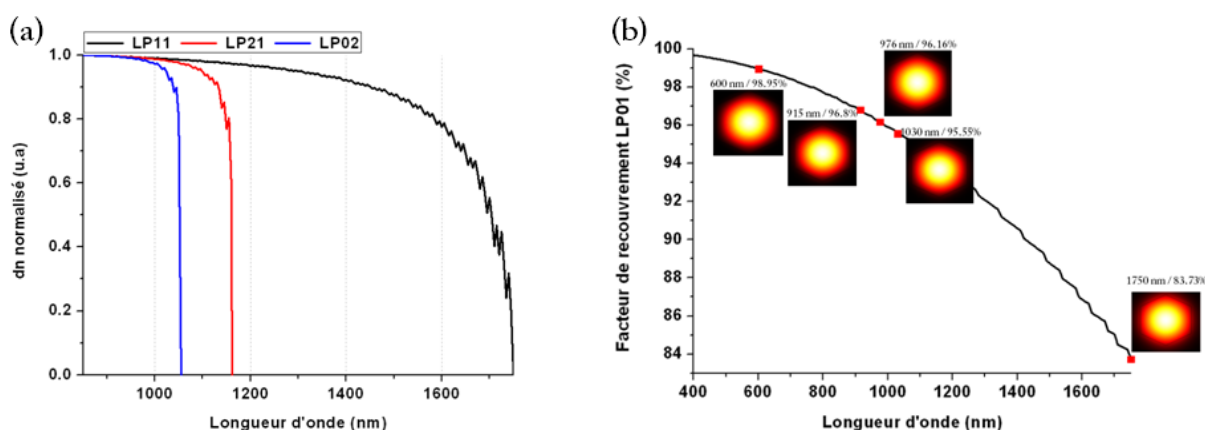 (a)
LP11 LP21 LP02
dn normalisé (u.a)
1.0
0.8
0.6
0.4
0.2
0.0
1000 1200 1400 1600
Longueur d'onde (nm)
(b)
Facteur de recouvrement LP01 (%)
100
98
96
94
92
90
88
86
84
976 nm / 96.16%
600 nm / 98.95%
915 nm / 96.8%
1030 nm / 95.55%
1750 nm / 83.73%
400 600 800 1000 1200 1400 1600
Longueur d'onde (nm)